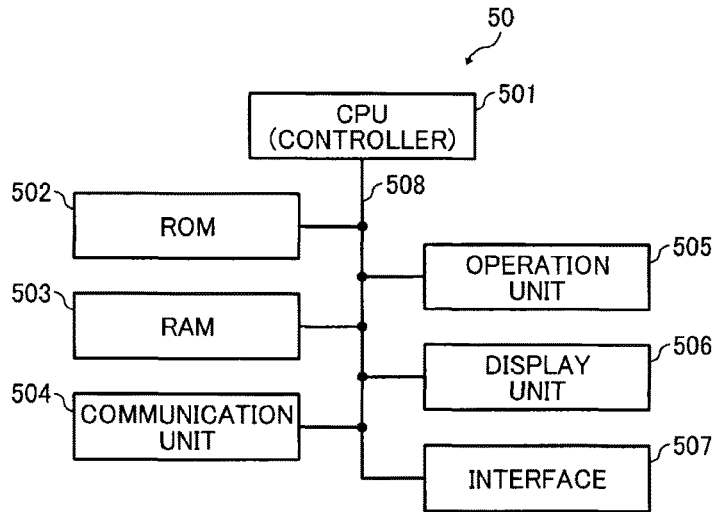 50
501
CPU
(CONTROLLER)
508
502
ROM
505
OPERATION
UNIT
503
RAM
506
DISPLAY
UNIT
504
COMMUNICATION
UNIT
507
INTERFACE